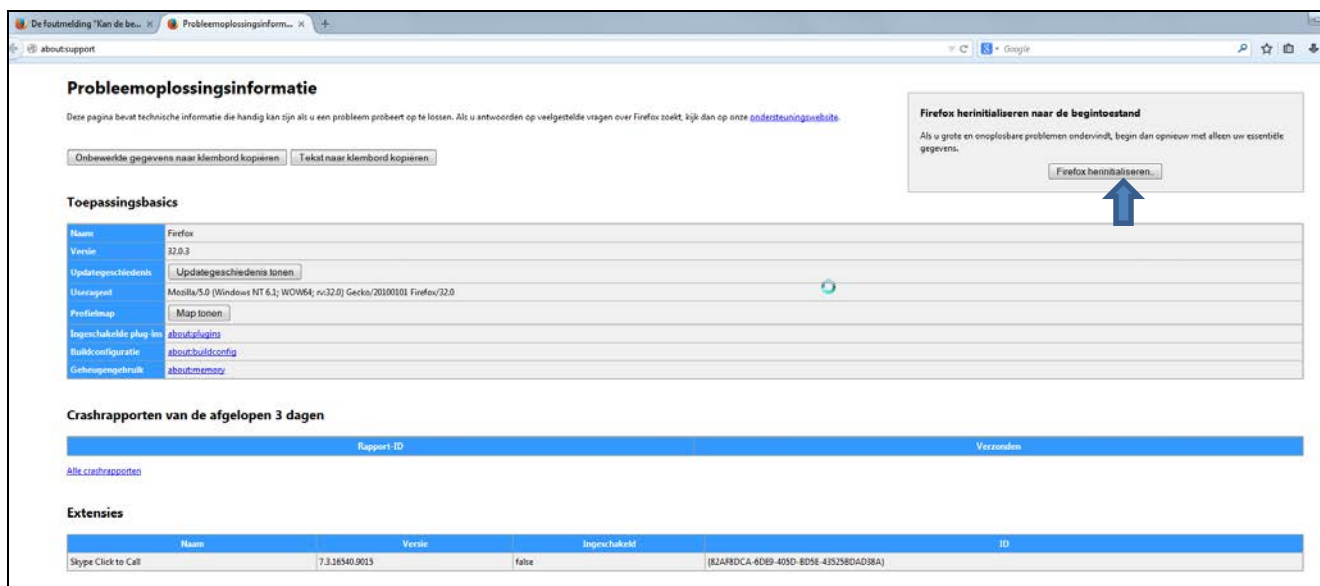 De foutmelding "Kan de be... × Probleemoplossingsinform... × +
about:support Google
Probleemoplossingsinformatie
Deze pagina bevat technische informatie die handig kan zijn als u een probleem probeert op te lossen. Als u antwoorden op veelgestelde vragen over Firefox zoekt, kijk dan op onze ondersteuningswebsite.
Onbewerkte gegevens naar klembord kopiëren Tekst naar klembord kopiëren
Firefox herinitialiseren naar de begintoestand
Als u grote en onoplosbare problemen ondervindt, begin dan opnieuw met alleen uw essentiële
gegevens.
Firefox herinitialiseren...
Toepassingsbasics
Naam Firefox
Versie 32.0.3
Updategeschiedenis Updategeschiedenis tonen
Useragent Mozilla/5.0 (Windows NT 6.1; WOW64; rv:32.0) Gecko/20100101 Firefox/32.0
Profielmap Map tonen
Ingeschakelde plug-ins about:plugins
Buildconfiguratie about:buildconfig
Geheugengebruik about:memory
Crashrapporten van de afgelopen 3 dagen
Rapport-ID Verzonden
Alle crashrapporten
Extensies
Naam Versie Ingeschakeld ID
Skype Click to Call 7.3.16540.9015 false {82AF8DCA-6DE9-405D-BD5E-43525BDAD38A}